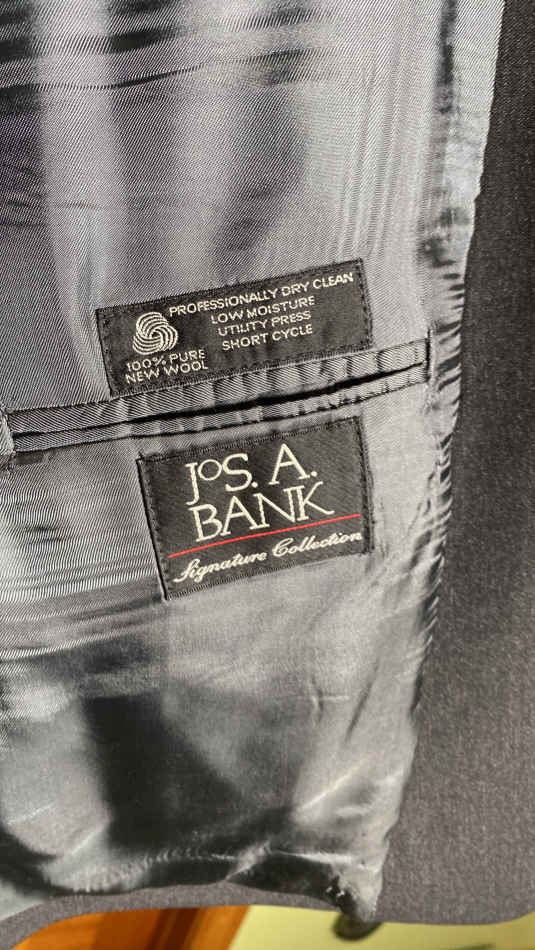 PROFESSIONALLY DRY CLEAN
LOW MOISTURE
UTILITY PRESS
SHORT CYCLE
100% PURE
NEW WOOL
JOS. A.
BANK
Signature Collection